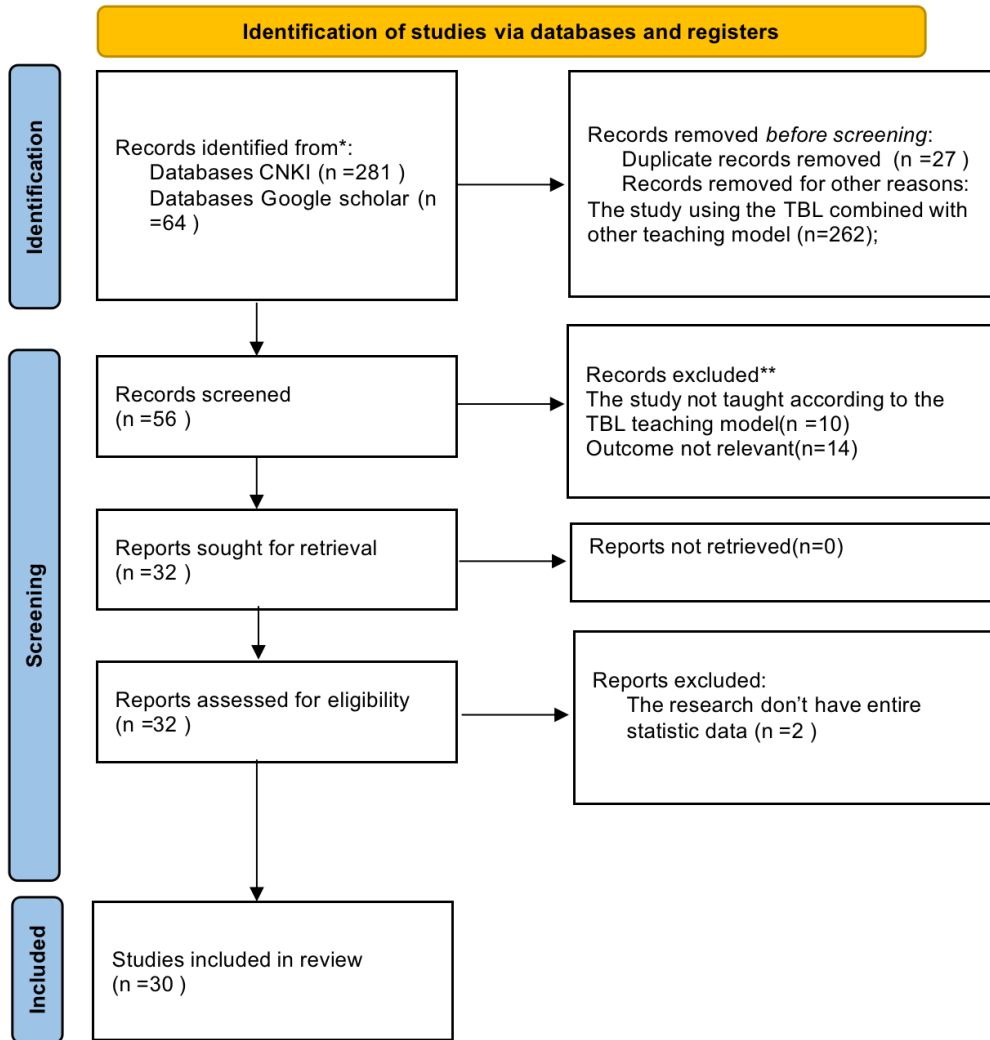 Identification of studies via databases and registers
Identification
Records identified from*:
Databases CNKI (n =281 )
Databases Google scholar (n
=64 )
Records removed before screening:
Duplicate records removed  (n =27 )
Records removed for other reasons:
The study using the TBL combined with
other teaching model (n=262);
Screening
Records screened
(n =56 )
Records excluded**
The study not taught according to the
TBL teaching model(n =10)
Outcome not relevant(n=14)
Reports sought for retrieval
(n =32 )
Reports not retrieved(n=0)
Reports assessed for eligibility
(n =32 )
Reports excluded:
The research don’t have entire
statistic data (n =2 )
Included
Studies included in review
(n =30 )